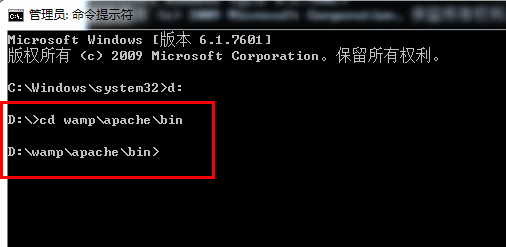 管理员: 命令提示符
Microsoft Windows [版本 6.1.7601]
版权所有 (c) 2009 Microsoft Corporation。保留所有权利。
C:\Windows\system32>d:
D:\>cd wamp\apache\bin
D:\wamp\apache\bin>